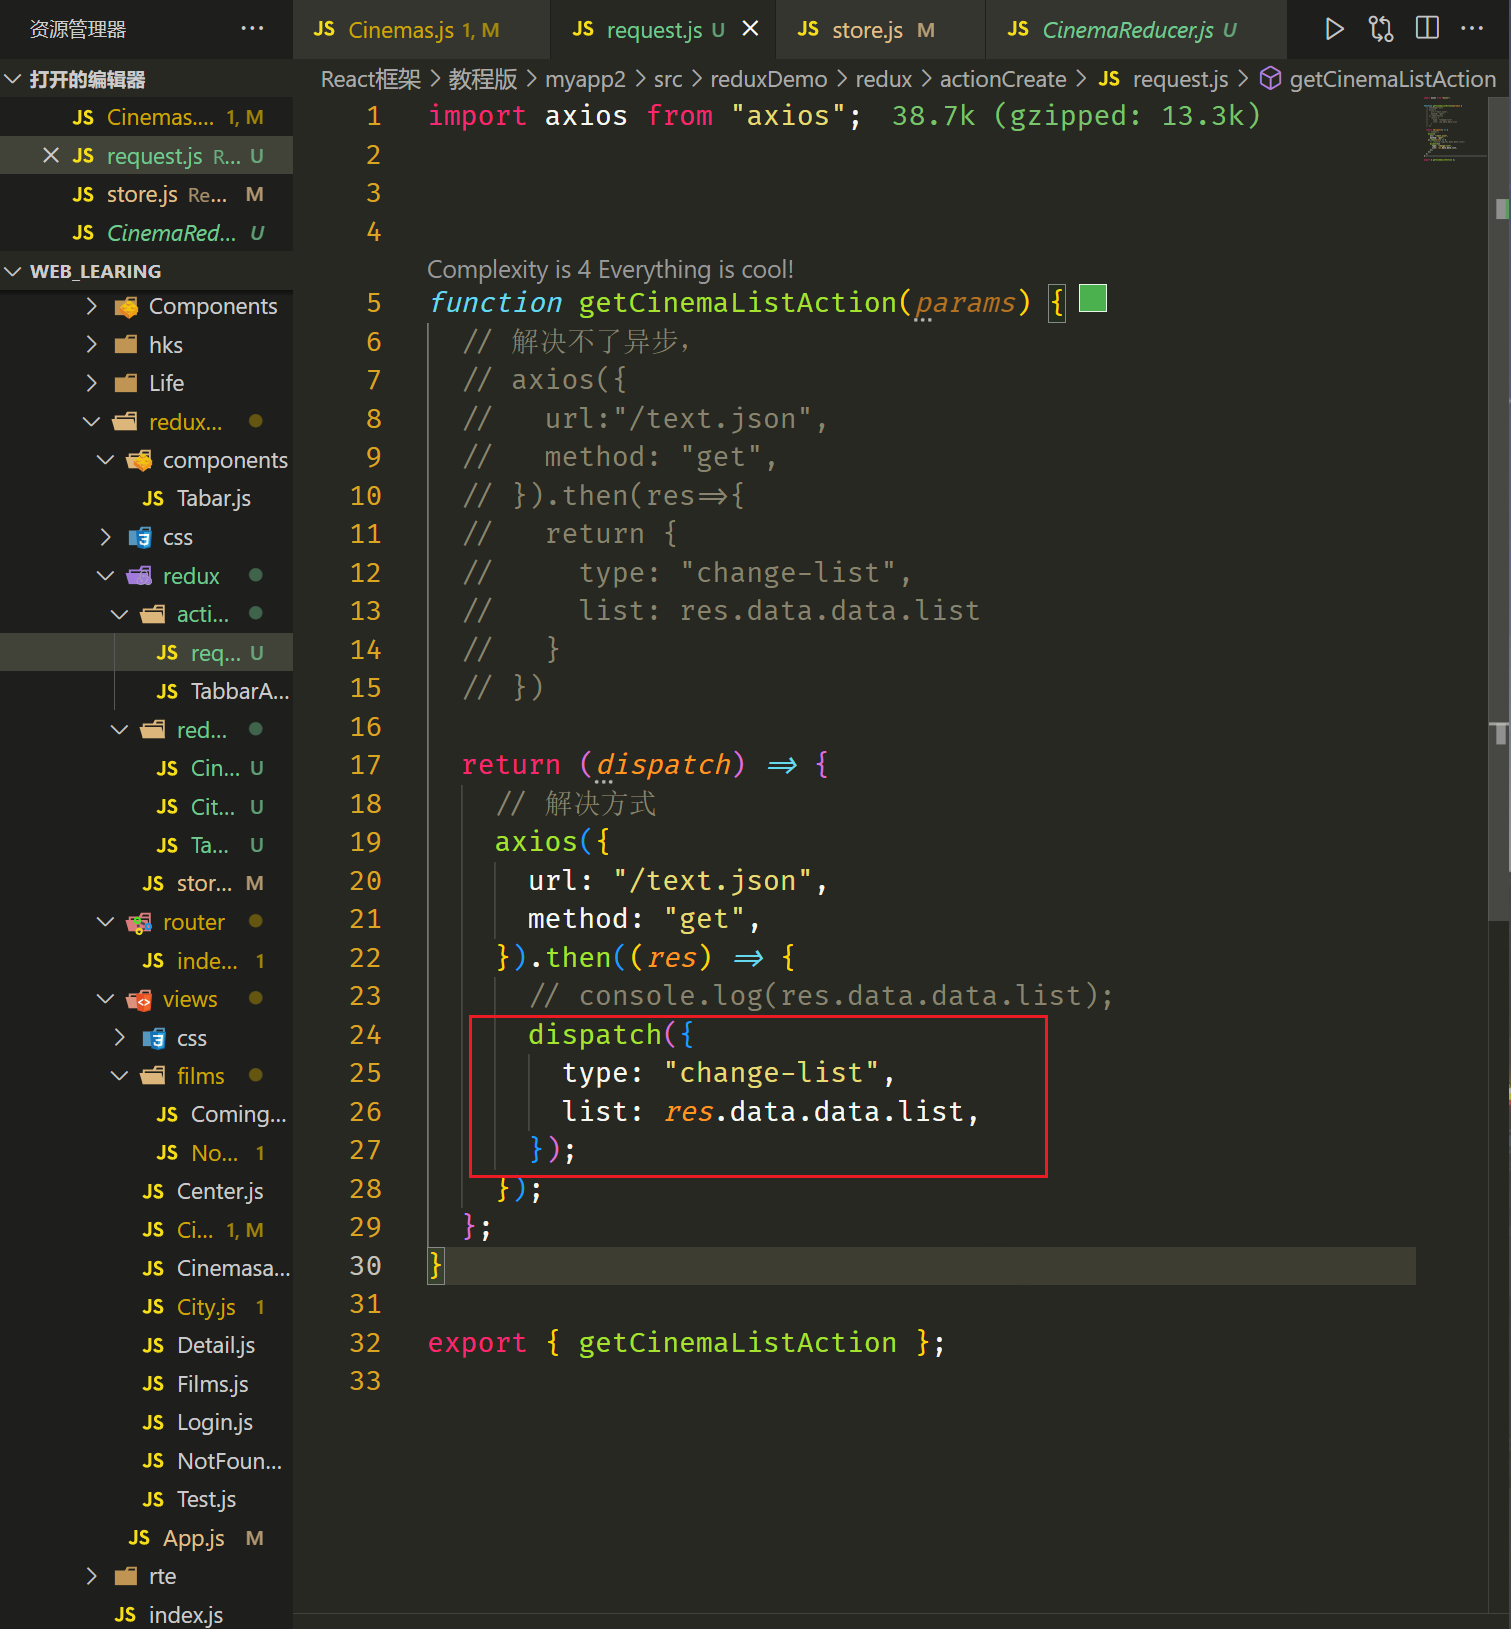 资源管理器 ···
打开的编辑器
JS Cinemas.... 1, M
JS request.js R... U
JS store.js Re... M
JS CinemaRed... U
WEB_LEARING
Components
hks
Life
redux...
components
JS Tabar.js
css
redux
acti...
JS req... U
JS TabbarA...
red...
JS Cin... U
JS Cit... U
JS Ta... U
JS stor... M
router
JS inde... 1
views
css
films
JS Coming...
JS No... 1
JS Center.js
JS Ci... 1, M
JS Cinemasa...
JS City.js 1
JS Detail.js
JS Films.js
JS Login.js
JS NotFoun...
JS Test.js
JS App.js M
rte
JS index.js
JS Cinemas.js 1, M JS request.js U JS store.js M JS CinemaReducer.js U ···
React框架 > 教程版 > myapp2 > src > reduxDemo > redux > actionCreate > JS request.js > getCinemaListAction
1 import axios from "axios"; 38.7k (gzipped: 13.3k)
2
3
4
Complexity is 4 Everything is cool!
5 function getCinemaListAction(params) {
6 // 解决不了异步，
7 // axios({
8 // url:"/text.json",
9 // method: "get",
10 // }).then(res=>{
11 // return {
12 // type: "change-list",
13 // list: res.data.data.list
14 // }
15 // })
16
17 return (dispatch) => {
18 // 解决方式
19 axios({
20 url: "/text.json",
21 method: "get",
22 }).then((res) => {
23 // console.log(res.data.data.list);
24 dispatch({
25 type: "change-list",
26 list: res.data.data.list,
27 });
28 });
29 };
30 }
31
32 export { getCinemaListAction };
33